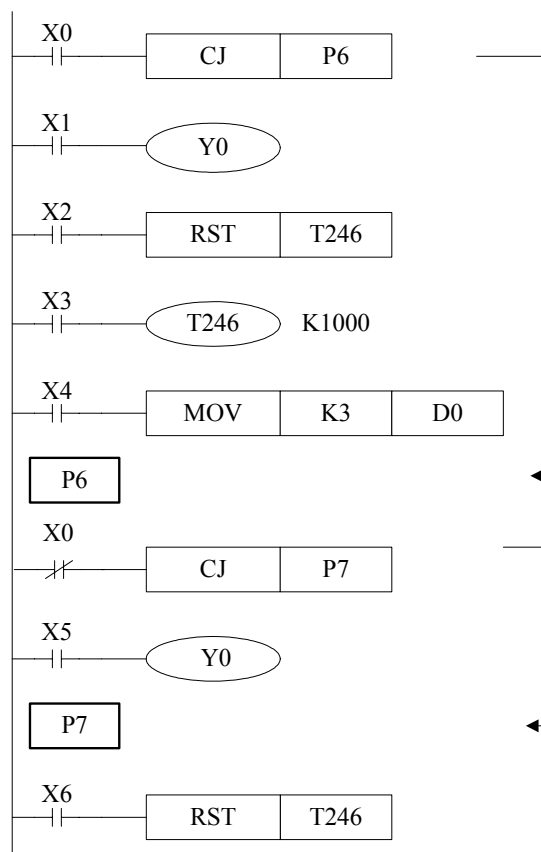 X0
CJ P6
X1
Y0
X2
RST T246
X3
T246 K1000
X4
MOV K3 D0
P6
X0
CJ P7
X5
Y0
P7
X6
RST T246